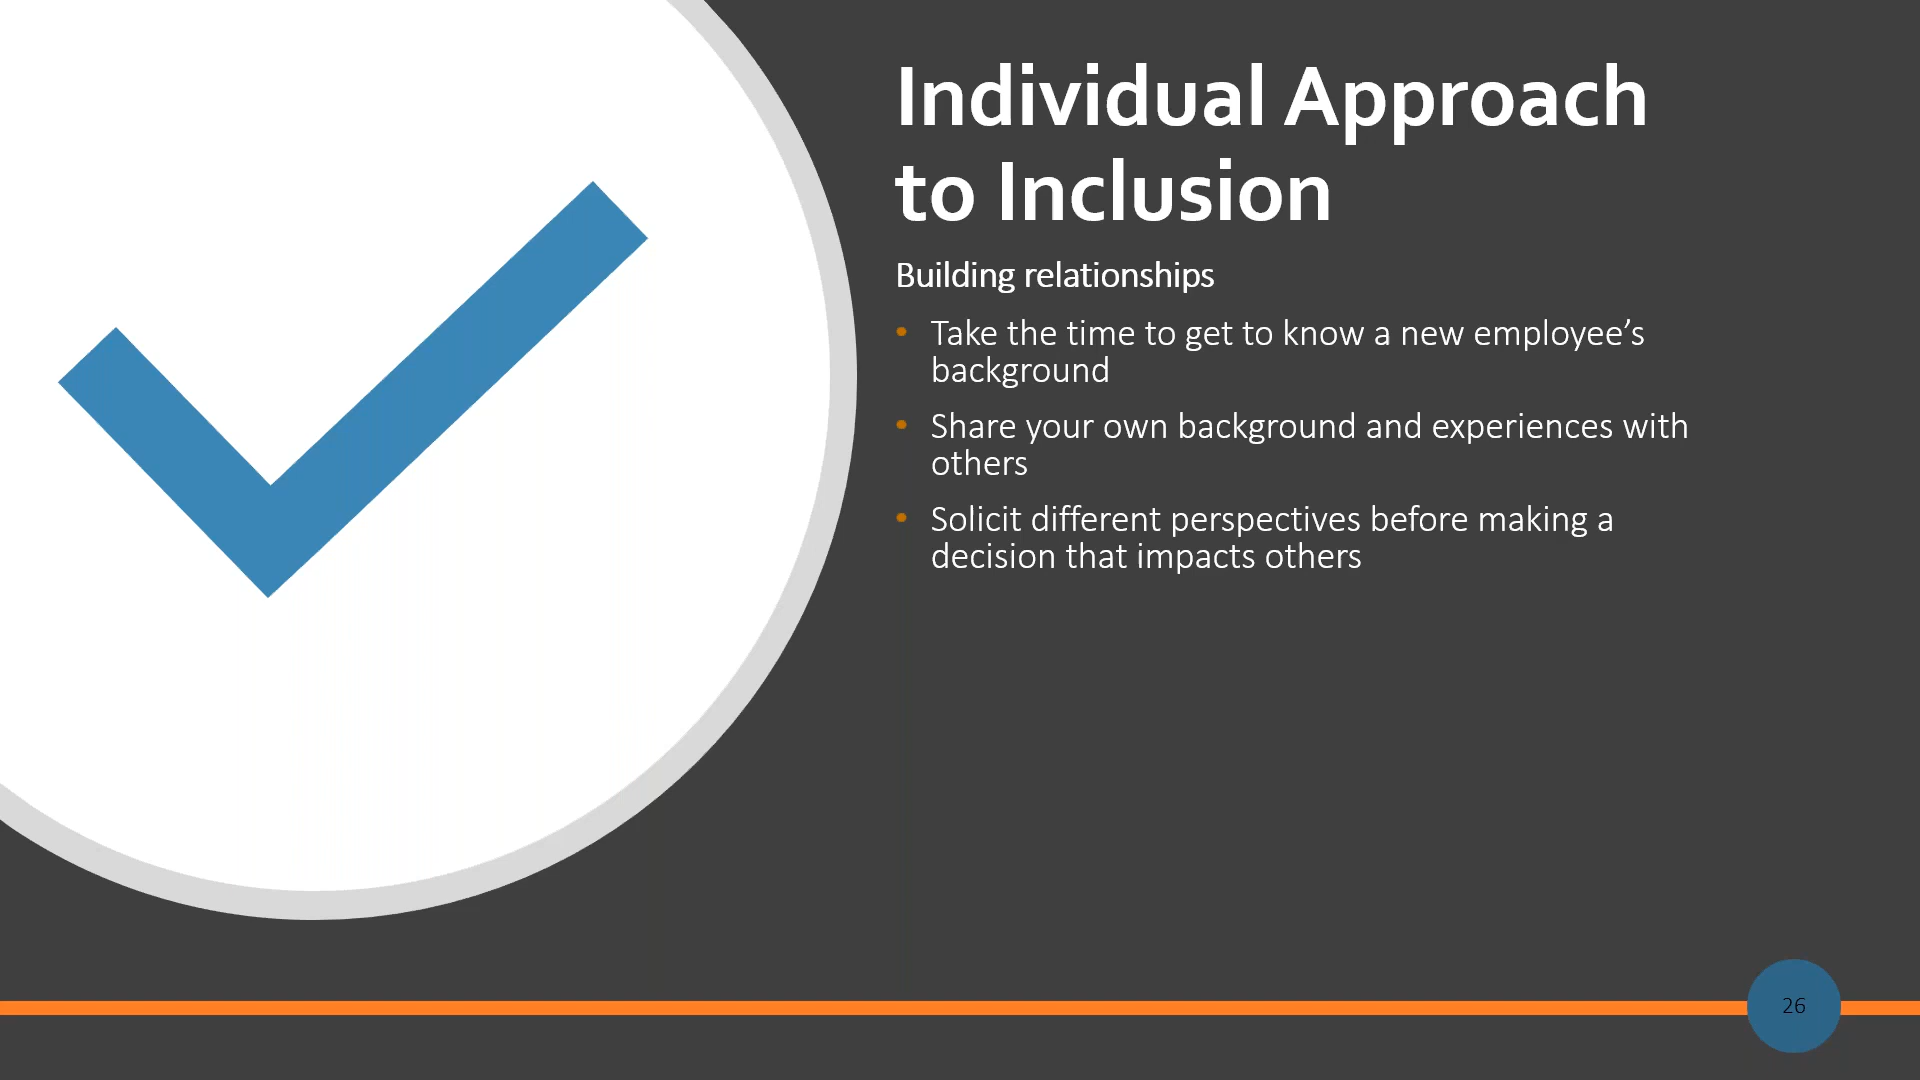 Individual Approach
to Inclusion
Building relationships
• Take the time to get to know a new employee’s
background
• Share your own background and experiences with
others
• Solicit different perspectives before making a
decision that impacts others
26